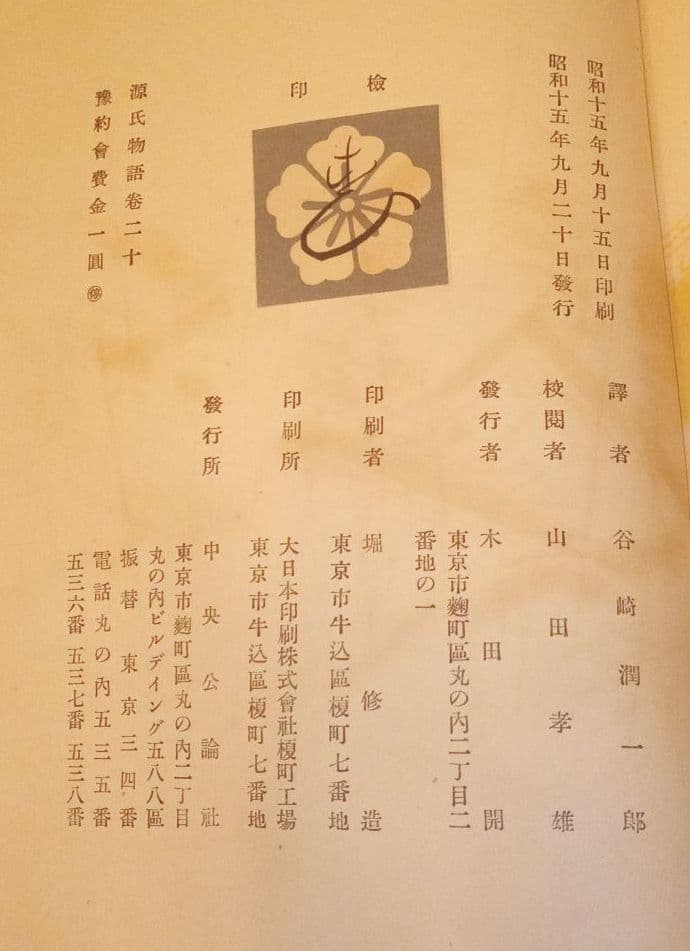 昭和十五年九月十五日印刷
昭和十五年九月二十日發行
檢印
源氏物語卷二十
豫約會費金一圓㊡
譯者 谷崎潤一郎
校閲者 山田孝雄
發行者 木田開
東京市麴町區丸の內二丁目二
番地の一
印刷者 堀修造
東京市牛込區榎町七番地
印刷所 大日本印刷株式會社榎町工場
東京市牛込區榎町七番地
發行所 中央公論社
東京市麴町區丸の內二丁目
丸の內ビルデイング五八八區
振替東京三四番
電話丸の內五三五番
五三六番 五三七番 五三八番